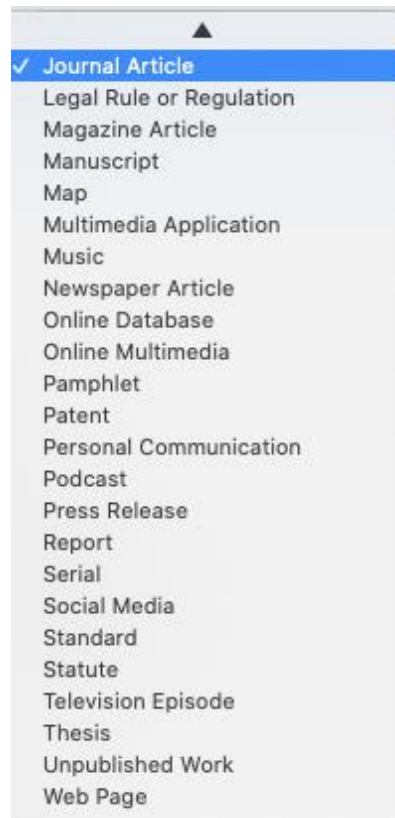 Journal Article
Legal Rule or Regulation
Magazine Article
Manuscript
Map
Multimedia Application
Music
Newspaper Article
Online Database
Online Multimedia
Pamphlet
Patent
Personal Communication
Podcast
Press Release
Report
Serial
Social Media
Standard
Statute
Television Episode
Thesis
Unpublished Work
Web Page